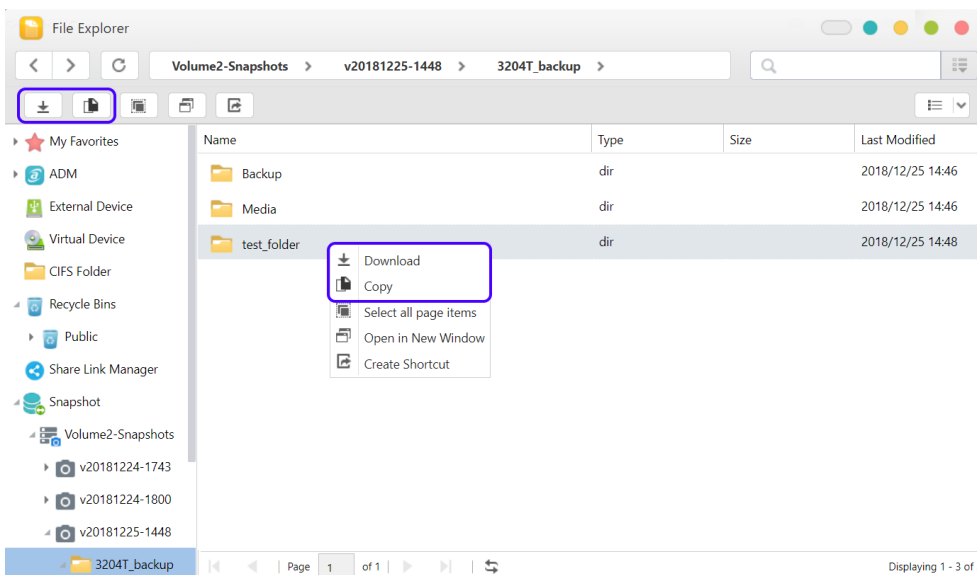 File Explorer
Volume2-Snapshots > v20181225-1448 > 3204T_backup >
My Favorites
ADM
External Device
Virtual Device
CIFS Folder
Recycle Bins
Public
Share Link Manager
Snapshot
Volume2-Snapshots
v20181224-1743
v20181224-1800
v20181225-1448
3204T_backup
Name Type Size Last Modified
Backup dir 2018/12/25 14:46
Media dir 2018/12/25 14:46
test_folder dir 2018/12/25 14:48
Download
Copy
Select all page items
Open in New Window
Create Shortcut
Page 1 of 1 Displaying 1 - 3 of